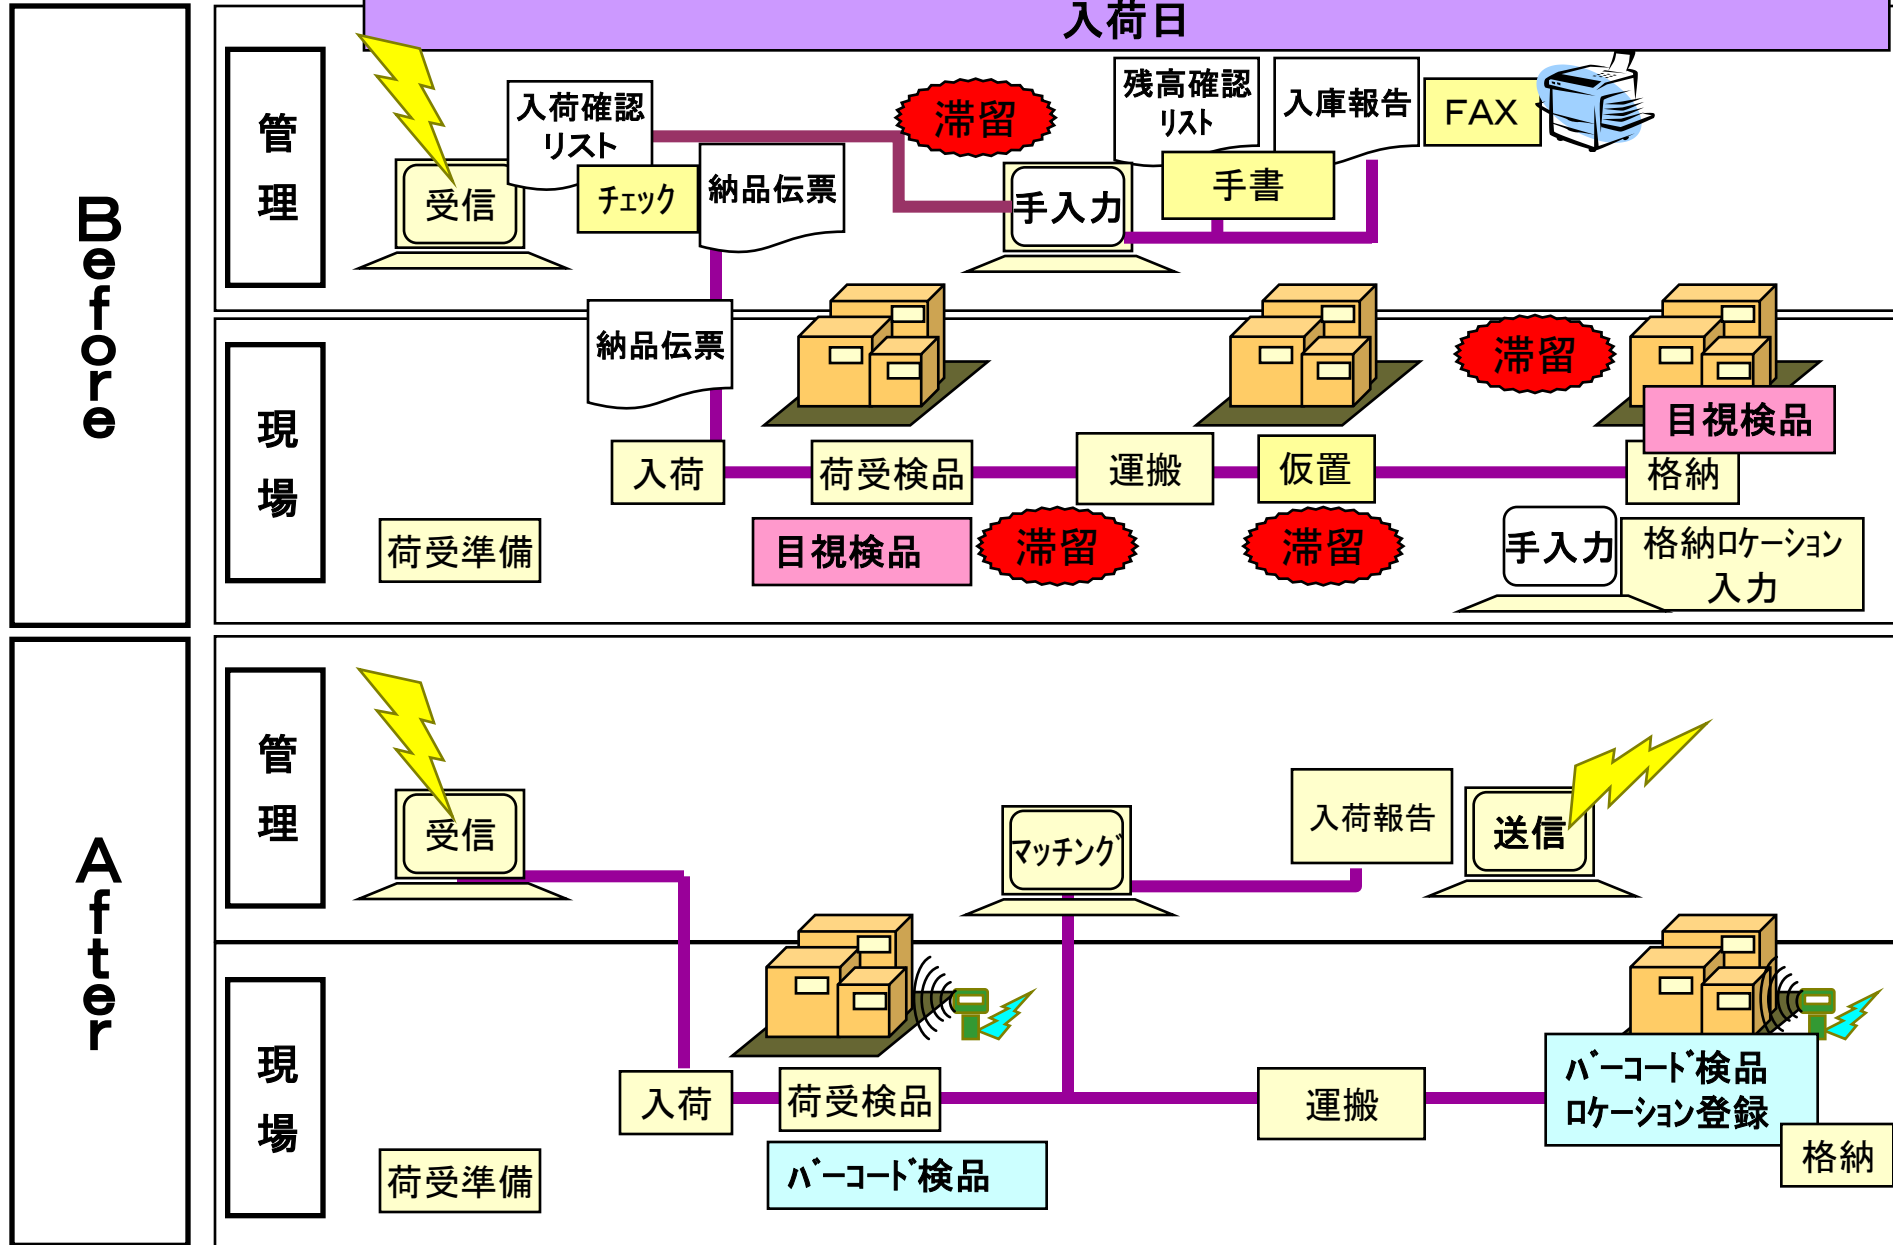 入荷日
Before
管理
入荷確認
リスト
受信
チェック
納品伝票
滞留
手入力
残高確認
リスト
入庫報告
手書
FAX
現場
納品伝票
滞留
目視検品
入荷
荷受検品
運搬
仮置
格納
荷受準備
目視検品
滞留
滞留
手入力
格納ロケーション
入力
After
管理
受信
マッチング
入荷報告
送信
現場
入荷
荷受検品
運搬
バーコード検品
ロケーション登録
格納
荷受準備
バーコード検品